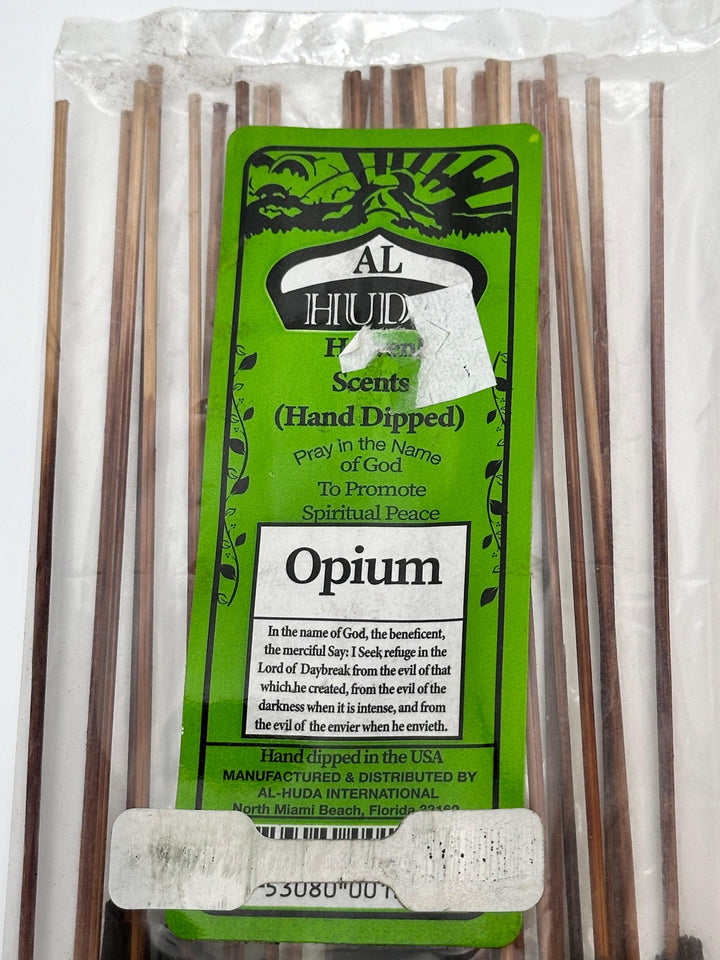 AL
Scents
(Hand Dipped)
Pray in the Name
of God
To Promote
Spiritual Peace
Opium
In the name of God, the beneficent,
the merciful Say: I Seek refuge in the
Lord of Daybreak from the evil of that
which he created, from the evil of the
darkness when it is intense, and from
the evil of the envier when he envieth.
Hand dipped in the USA
MANUFACTURED & DISTRIBUTED BY
AL-HUDA INTERNATIONAL
North Miami Beach, Florida
53080 001